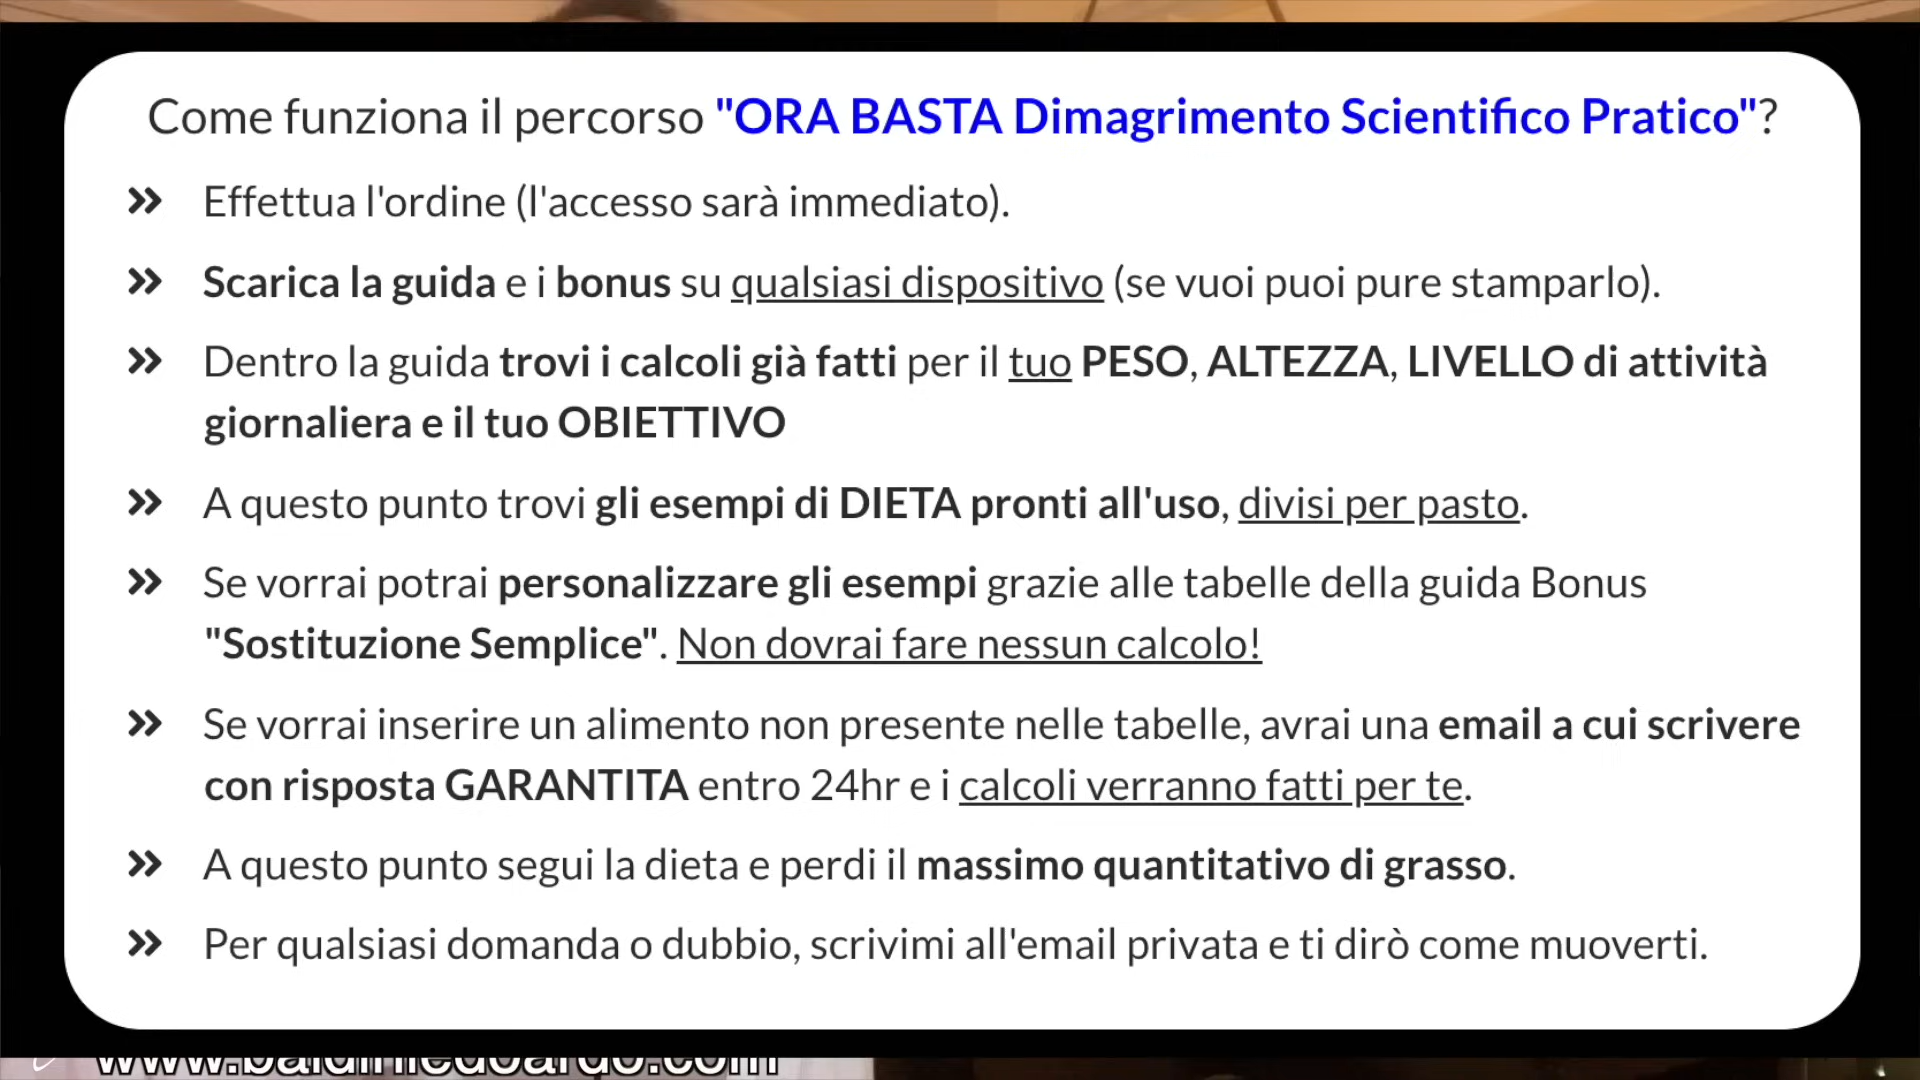 Come funziona il percorso "ORA BASTA Dimagrimento Scientifico Pratico"?
Effettua l'ordine (l'accesso sarà immediato).
Scarica la guida e i bonus su qualsiasi dispositivo (se vuoi puoi pure stamparlo).
Dentro la guida trovi i calcoli già fatti per il tuo PESO, ALTEZZA, LIVELLO di attività
giornaliera e il tuo OBIETTIVO
A questo punto trovi gli esempi di DIETA pronti all'uso, divisi per pasto.
Se vorrai potrai personalizzare gli esempi grazie alle tabelle della guida Bonus
"Sostituzione Semplice". Non dovrai fare nessun calcolo!
Se vorrai inserire un alimento non presente nelle tabelle, avrai una email a cui scrivere
con risposta GARANTITA entro 24hr e i calcoli verranno fatti per te.
A questo punto segui la dieta e perdi il massimo quantitativo di grasso.
Per qualsiasi domanda o dubbio, scrivimi all'email privata e ti dirò come muoverti.